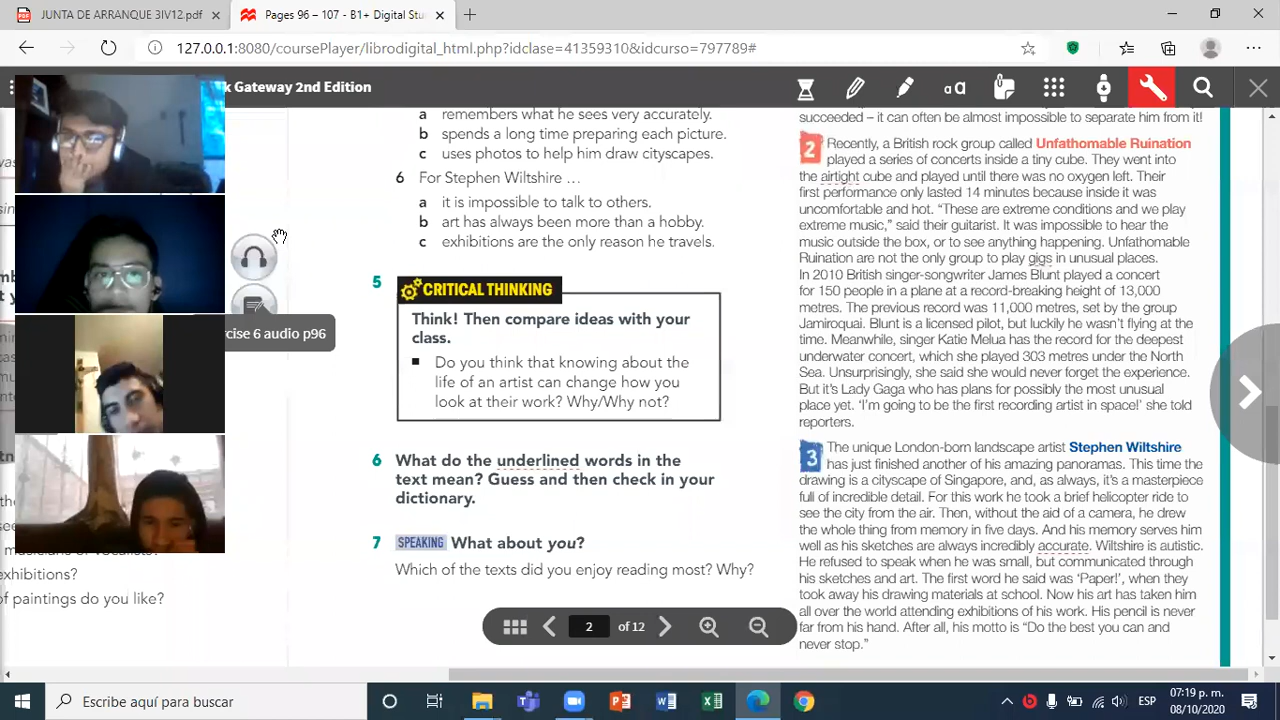 JUNTA DE ARRANQUE 3IV12.pdf
Pages - 107 - B1+ Digital Student
127.0.0.1:8080/coursePlayer/librodigital_html.php?idclase=41359310&idcurso=797789#
k Gateway 2nd Edition
aa
a remembers what he sees very accurately.
b spends a long time preparing each picture.
c uses photos to help him draw cityscapes.
6 For Stephen Wiltshire …
a it is impossible to talk to others.
b art has always been more than a hobby.
c exhibitions are the only reason he travels.
5 CRITICAL THINKING
Think! Then compare ideas with your
class.
■ Do you think that knowing about the
life of an artist can change how you
look at their work? Why/Why not?
6 What do the underlined words in the
text mean? Guess and then check in your
dictionary.
7 SPEAKING What about you?
Which of the texts did you enjoy reading most? Why?
rcise 6 audio p96
exhibitions?
of paintings do you like?
succeeded – it can often be almost impossible to separate him from it!
2 Recently, a British rock group called Unfathomable Ruination
played a series of concerts inside a tiny cube. They went into
the airtight cube and played until there was no oxygen left. Their
first performance only lasted 14 minutes because inside it was
uncomfortable and hot. “These are extreme conditions and we play
extreme music,” said their guitarist. It was impossible to hear the
music outside the box, or to see anything happening. Unfathomable
Ruination are not the only group to play gigs in unusual places.
In 2010 British singer-songwriter James Blunt played a concert
for 150 people in a plane at a record-breaking height of 13,000
metres. The previous record was 11,000 metres, set by the group
Jamiroquai. Blunt is a licensed pilot, but luckily he wasn’t flying at the
time. Meanwhile, singer Katie Melua has the record for the deepest
underwater concert, which she played 303 metres under the North
Sea. Unsurprisingly, she said she would never forget the experience.
But it’s Lady Gaga who has plans for possibly the most unusual
place yet. ‘I’m going to be the first recording artist in space!’ she told
reporters.
3 The unique London-born landscape artist Stephen Wiltshire
has just finished another of his amazing panoramas. This time the
drawing is a cityscape of Singapore, and, as always, it’s a masterpiece
full of incredible detail. For this work he took a brief helicopter ride to
see the city from the air. Then, without the aid of a camera, he drew
the whole thing from memory in five days. And his memory serves him
well as his sketches are always incredibly accurate. Wiltshire is autistic.
He refused to speak when he was small, but communicated through
his sketches and art. The first word he said was ‘Paper!’, when they
took away his drawing materials at school. Now his art has taken him
all over the world attending exhibitions of his work. His pencil is never
far from his hand. After all, his motto is “Do the best you can and
never stop.”
2 of 12
Escribe aquí para buscar
ESP
07:19 p. m.
08/10/2020